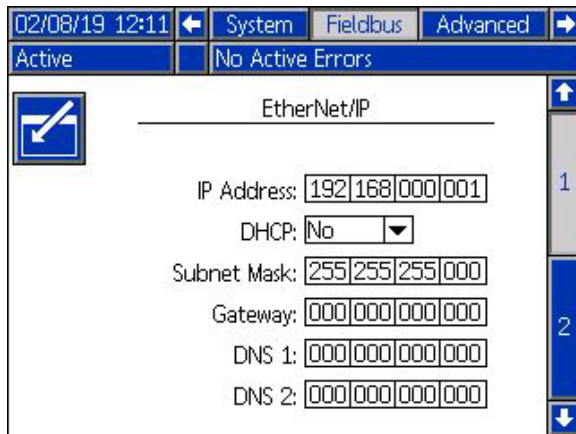 02/08/19 12:11 System Fieldbus Advanced
Active No Active Errors
EtherNet/IP
IP Address: 192 168 000 001
1
DHCP: No
Subnet Mask: 255 255 255 000
Gateway: 000 000 000 000
2
DNS 1: 000 000 000 000
DNS 2: 000 000 000 000